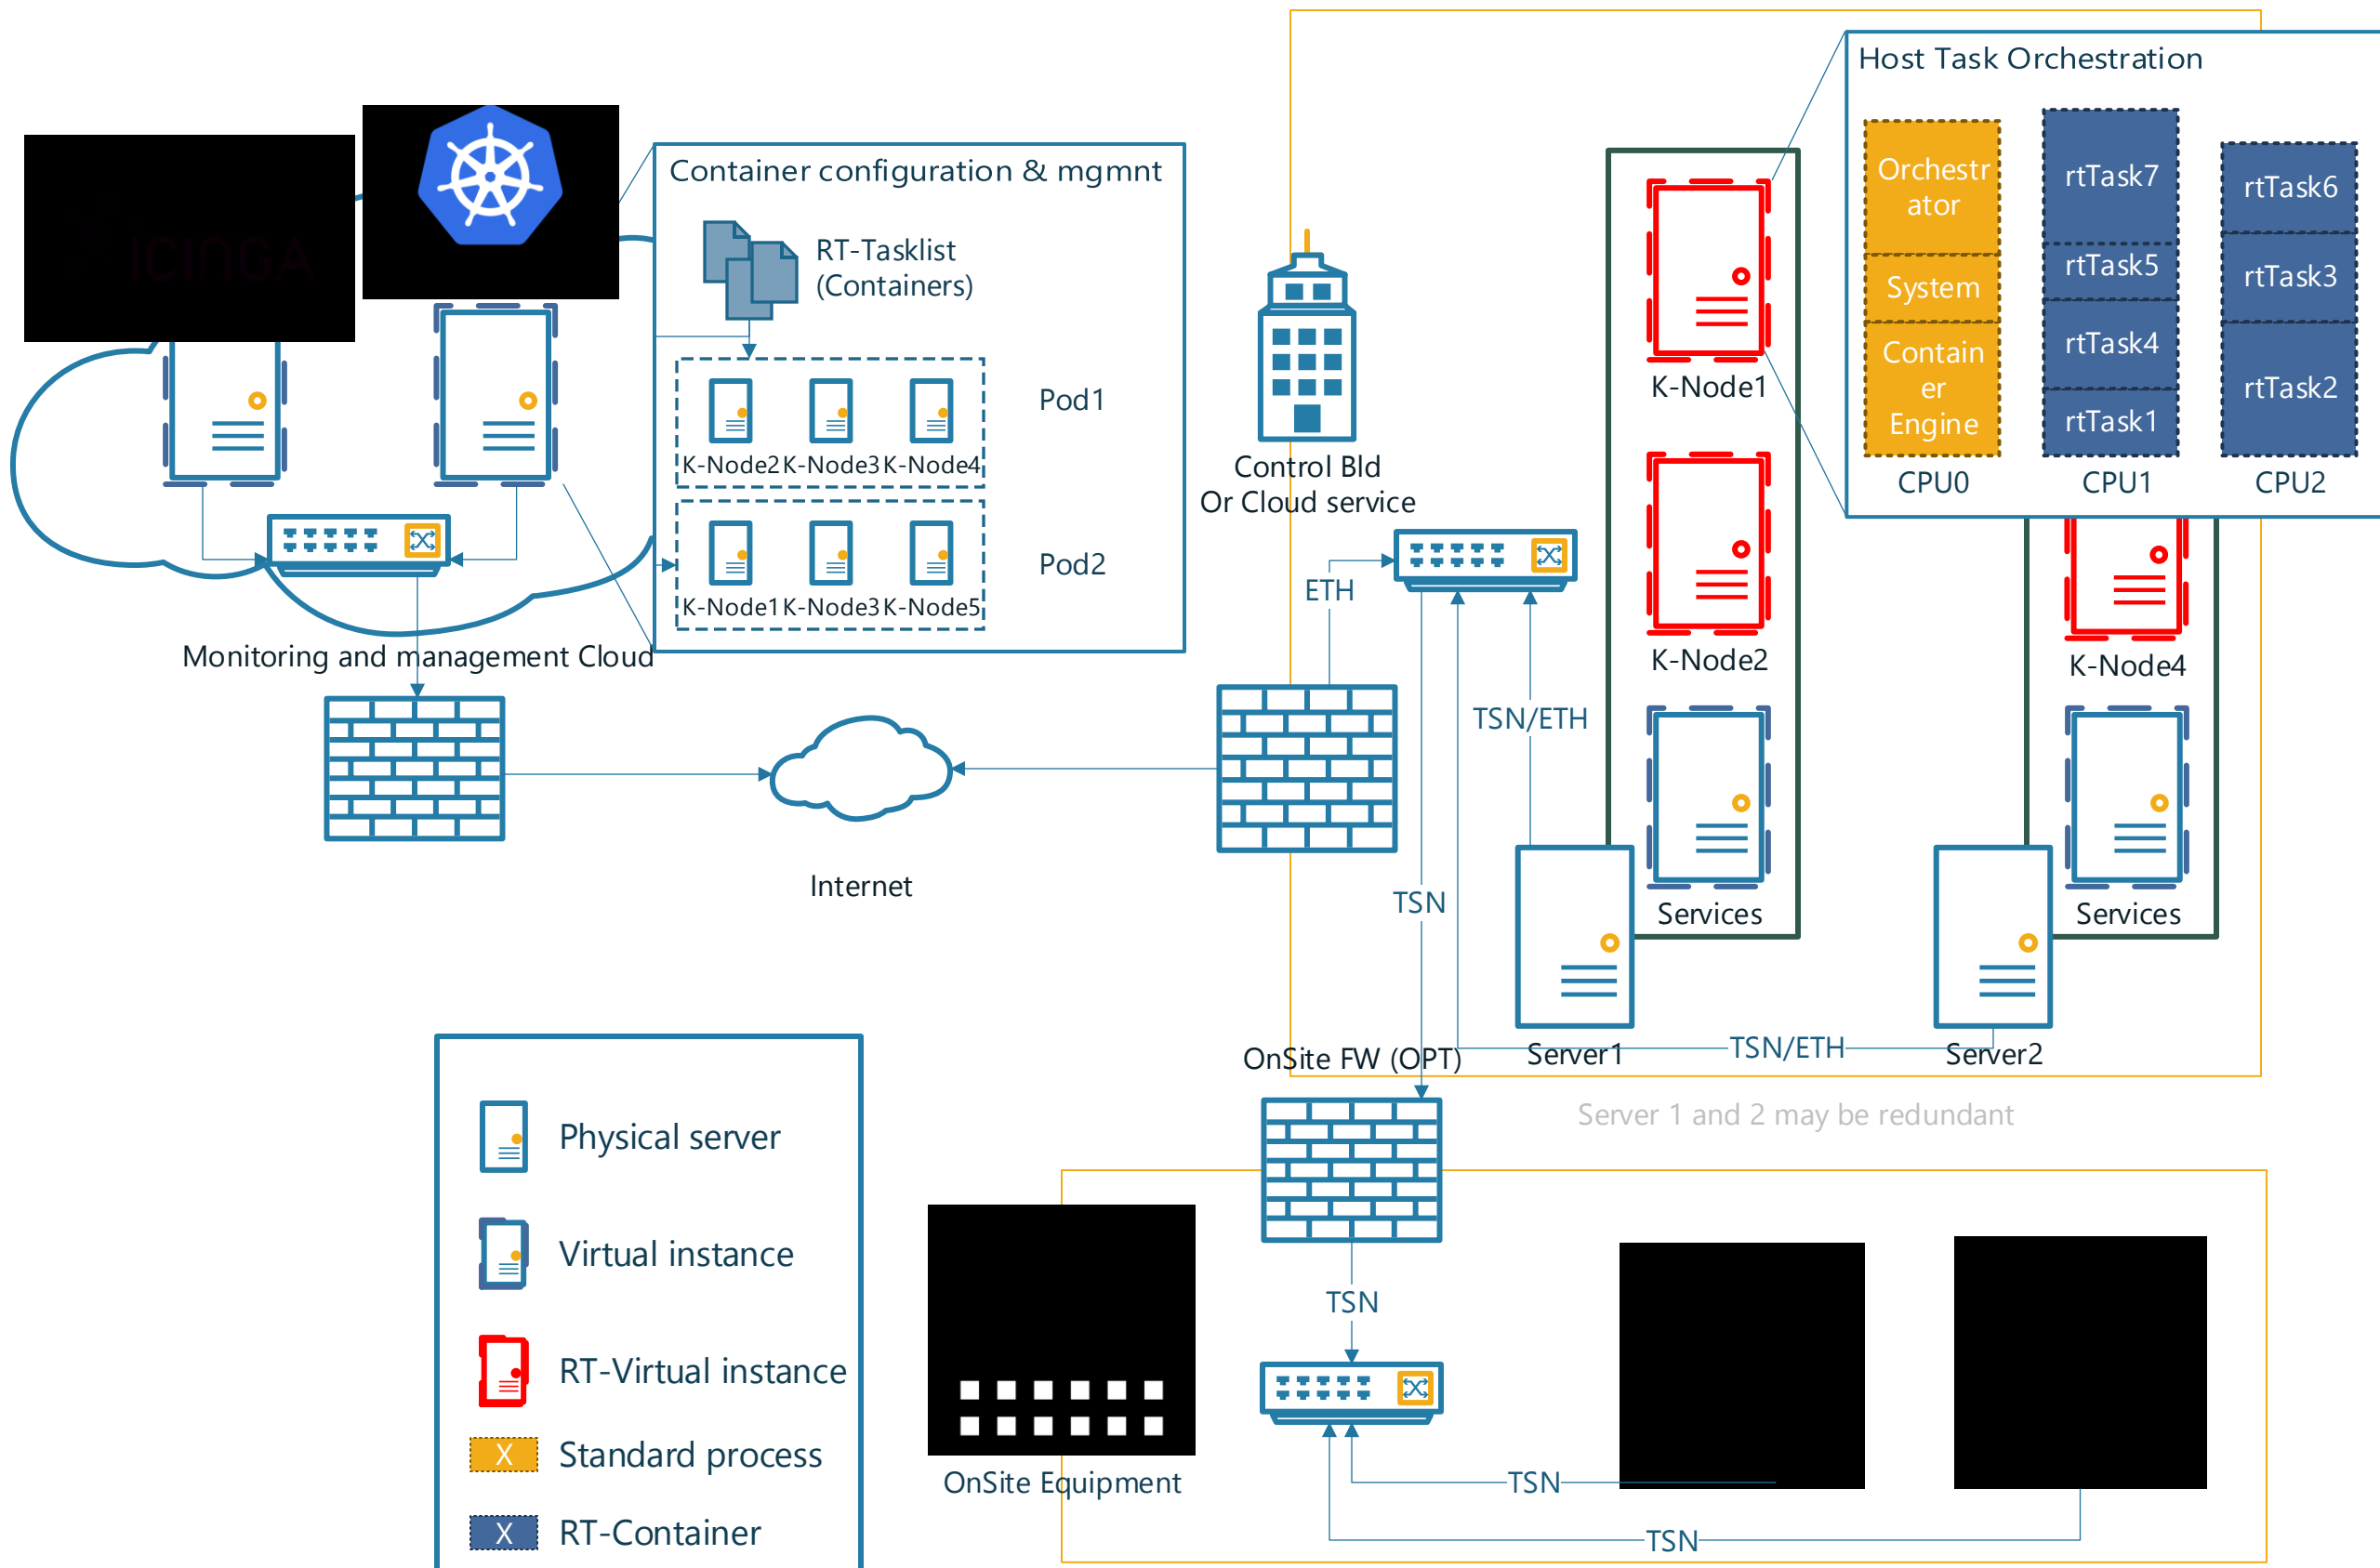 Host Task Orchestration
Orchestr
ator
System
Contain
er
Engine
CPU0
rtTask7
rtTask5
rtTask4
rtTask1
CPU1
rtTask6
rtTask3
rtTask2
CPU2
ICINGA
Container configuration & mgmnt
RT-Tasklist
(Containers)
Pod1
K-Node2
K-Node3
K-Node4
Pod2
K-Node1
K-Node3
K-Node5
Monitoring and management Cloud
Internet
Control Bld
Or Cloud service
ETH
TSN/ETH
TSN
K-Node1
K-Node2
Services
K-Node4
Services
Server1
TSN/ETH
Server2
OnSite FW (OPT)
Server 1 and 2 may be redundant
TSN
OnSite Equipment
TSN
TSN
Physical server
Virtual instance
RT-Virtual instance
X
Standard process
X
RT-Container